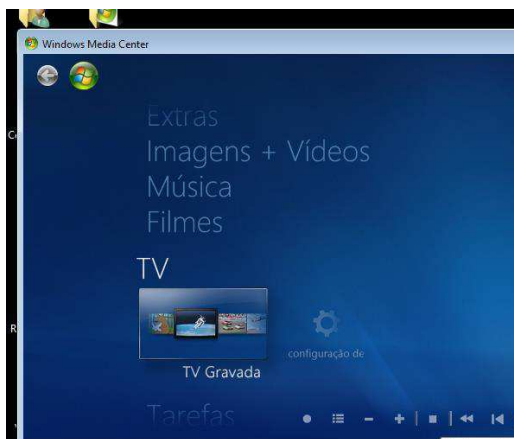 Windows Media Center
Extras
Imagens + Vídeos
Música
Filmes
TV
configuração de
TV Gravada
Tarefas